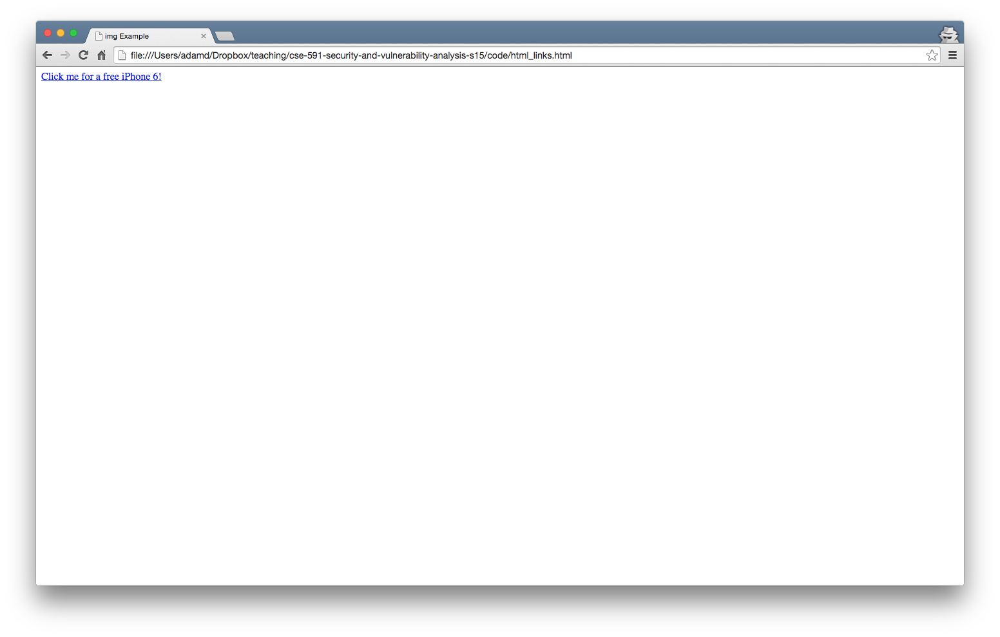 img Example
file:///Users/adamd/Dropbox/teaching/cse-591-security-and-vulnerability-analysis-s15/code/html_links.html
Click me for a free iPhone 6!